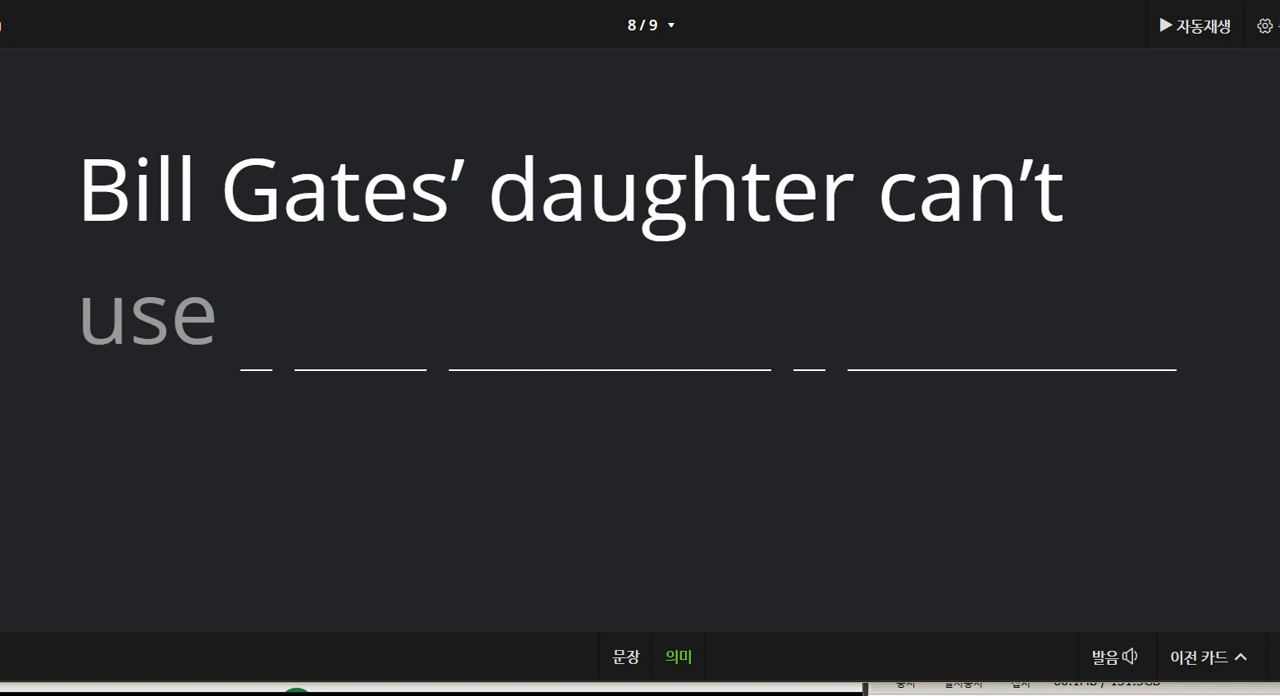 8 / 9
자동재생
Bill Gates’ daughter can’t
use
문장
의미
발음
이전 카드